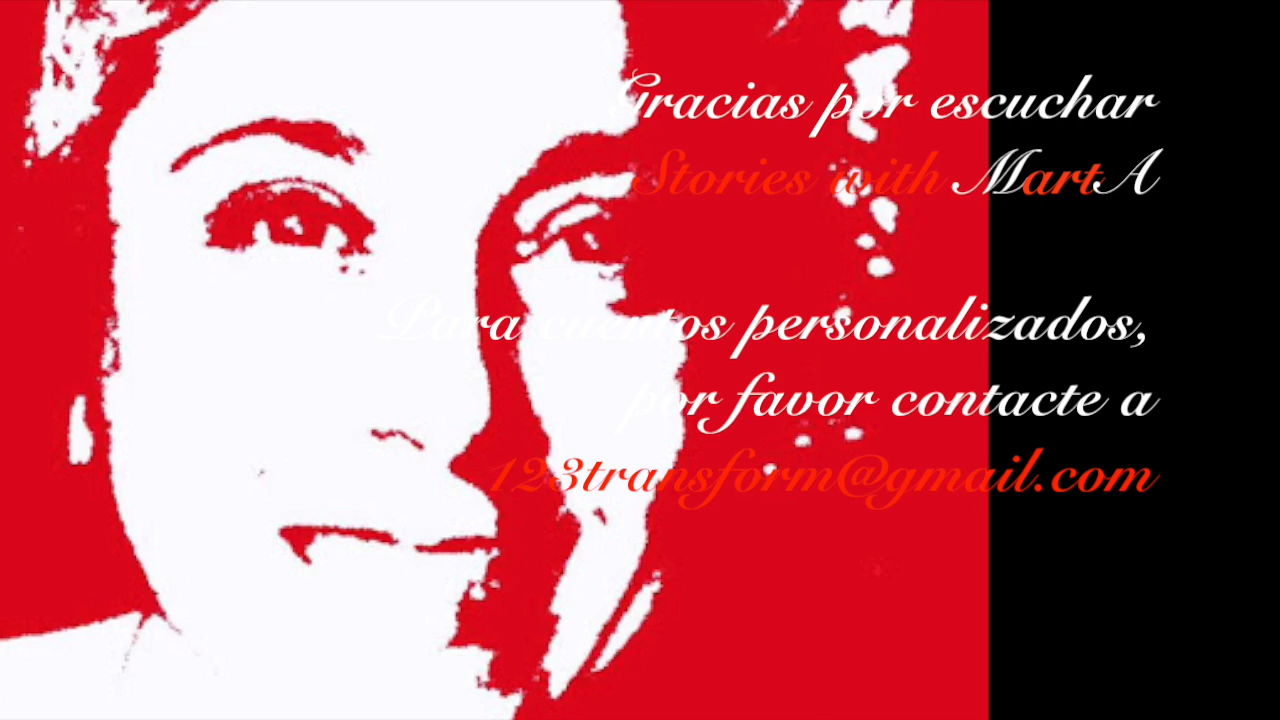 Gracias por escuchar
Stories with MartA
Para cuentos personalizados,
por favor contacte a
123transform@gmail.com